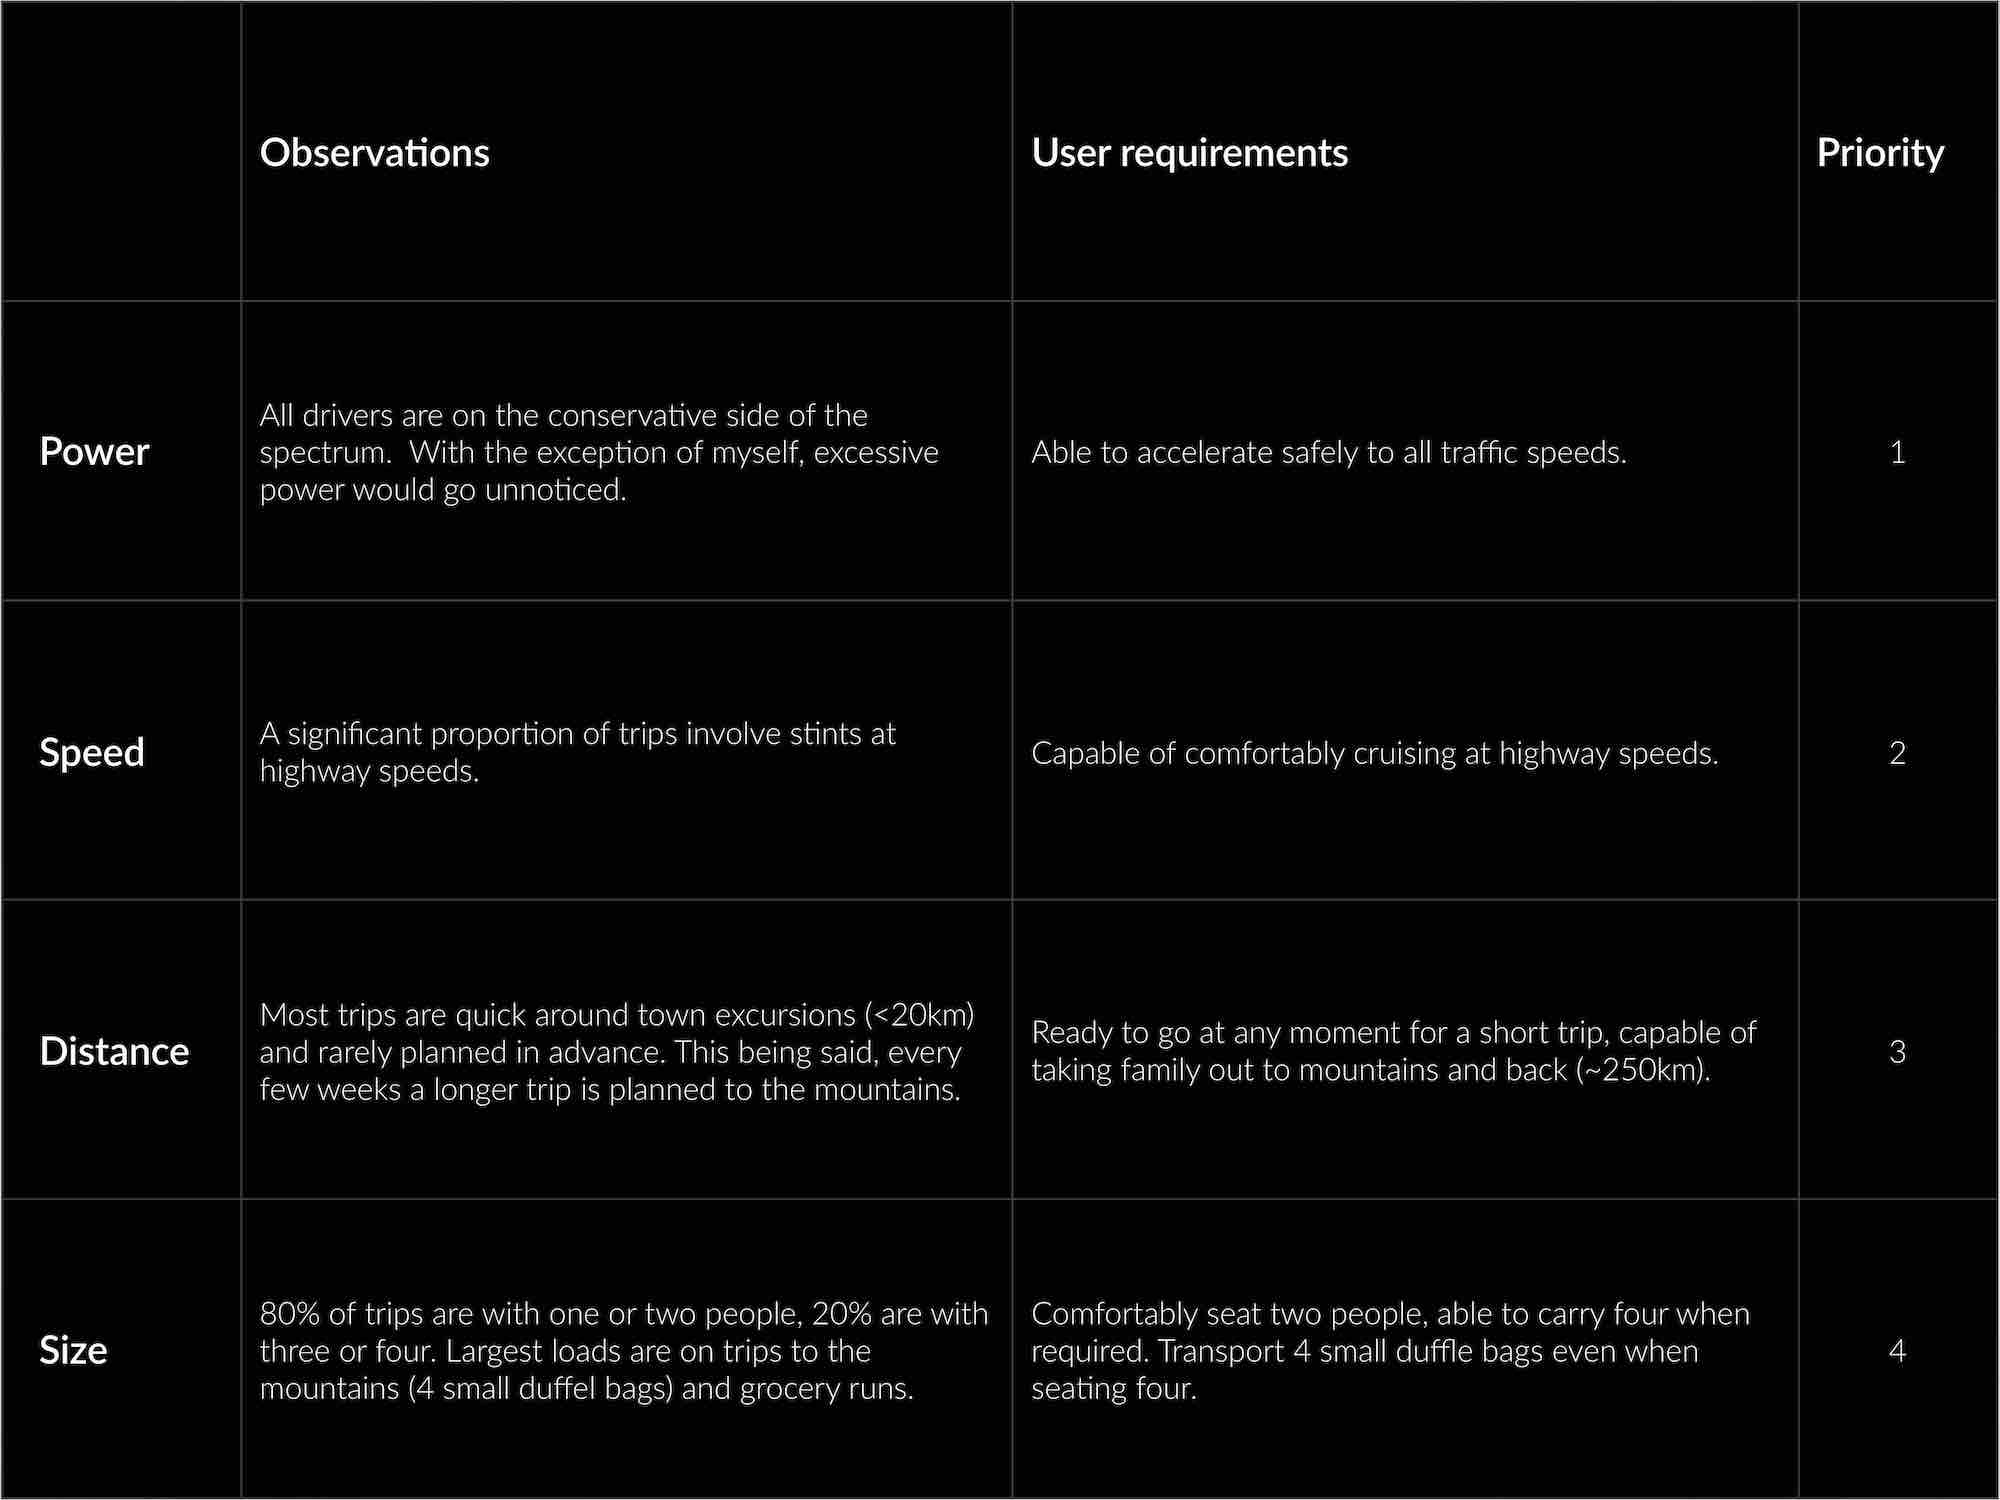 Observations
User requirements
Priority
Power
All drivers are on the conservative side of the
spectrum.  With the exception of myself, excessive
power would go unnoticed.
Able to accelerate safely to all traffic speeds.
1
Speed
A significant proportion of trips involve stints at
highway speeds.
Capable of comfortably cruising at highway speeds.
2
Distance
Most trips are quick around town excursions (<20km)
and rarely planned in advance. This being said, every
few weeks a longer trip is planned to the mountains.
Ready to go at any moment for a short trip, capable of
taking family out to mountains and back (~250km).
3
Size
80% of trips are with one or two people, 20% are with
three or four. Largest loads are on trips to the
mountains (4 small duffel bags) and grocery runs.
Comfortably seat two people, able to carry four when
required. Transport 4 small duffle bags even when
seating four.
4